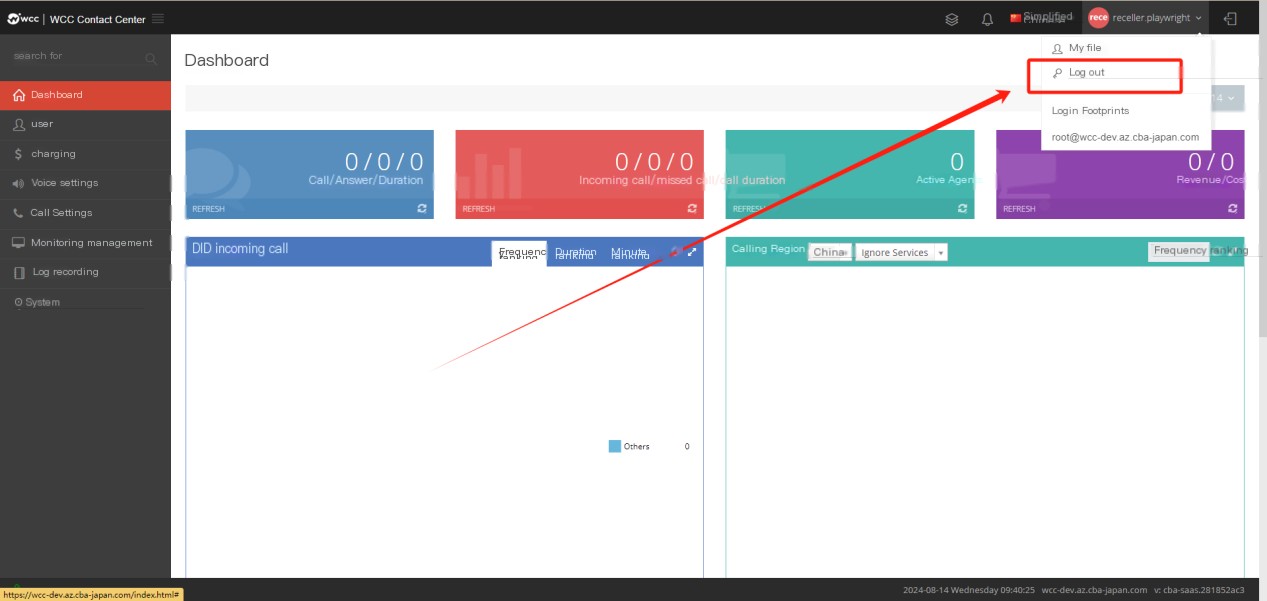 wcc | WCC Contact Center
Simplified
rece receller.playwright
My file
Log out
Login Footprints
root@wcc-dev.az.cba-japan.com
search for
Dashboard
user
charging
Voice settings
Call Settings
Monitoring management
Log recording
System
Dashboard
14
0 / 0 / 0
Call/Answer/Duration
REFRESH
0 / 0 / 0
Incoming call/missed call/call duration
REFRESH
0
Active Agen
REFRESH
0 / 0
Revenue/Cos
REFRESH
DID incoming call
Frequenc
ranking
Duration
ranking
Minute
ranking
Others 0
Calling Region
China
Ignore Services
Frequency ranking
https://wcc-dev.az.cba-japan.com/index.html#
2024-08-14 Wednesday 09:40:25 wcc-dev.az.cba-japan.com v: cba-saas.281852ac3